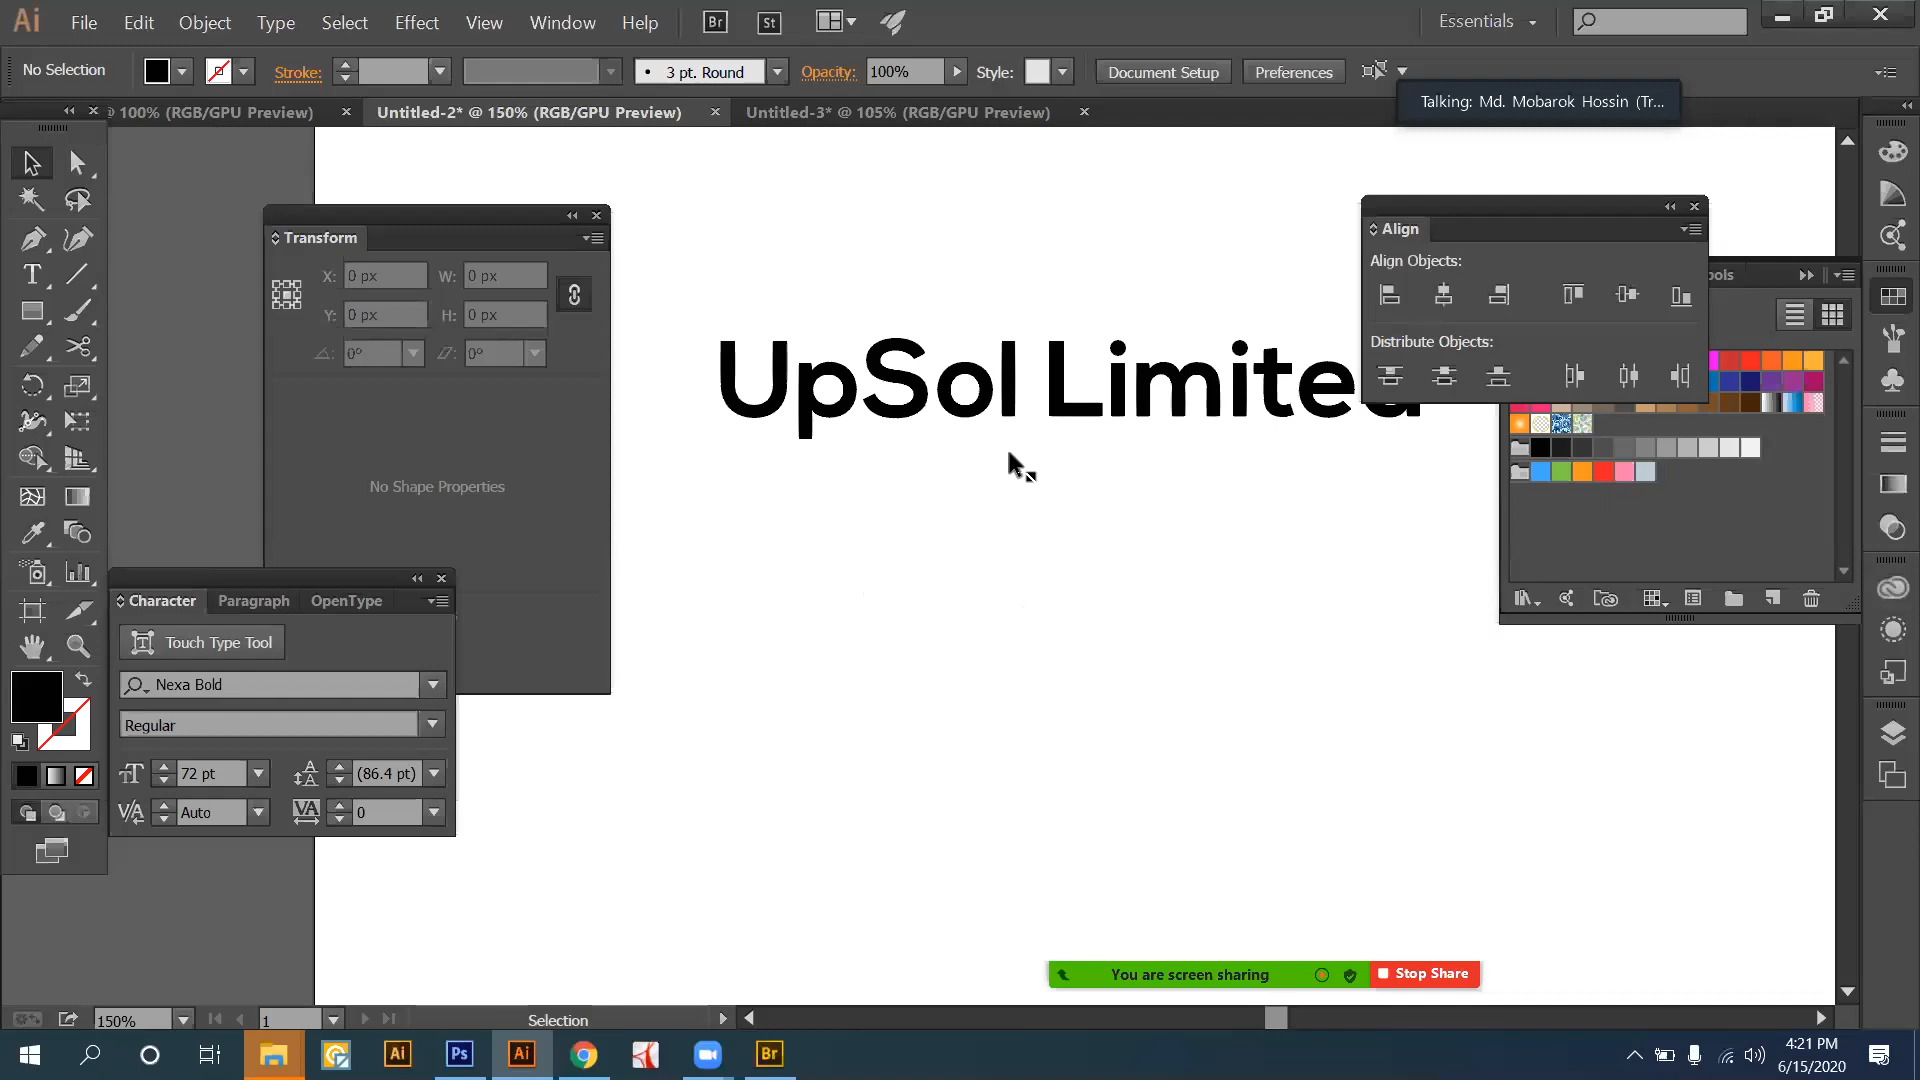 Ai File Edit Object Type Select Effect View Window Help Br St Essentials
No Selection Stroke: 3 pt. Round Opacity: 100% Style: Document Setup Preferences
Talking: Md. Mobarok Hossin (Tr...
@ 100% (RGB/GPU Preview) Untitled-2* @ 150% (RGB/GPU Preview) Untitled-3* @ 105% (RGB/GPU Preview)
Transform
X: 0 px W: 0 px
Y: 0 px H: 0 px
0° 0°
No Shape Properties
UpSol Limited
Align
Align Objects:
Distribute Objects:
ols
Character Paragraph OpenType
Touch Type Tool
Nexa Bold
Regular
72 pt (86.4 pt)
Auto 0
You are screen sharing Stop Share
150% 1 Selection
Ai Ps Ai Br
4:21 PM
6/15/2020